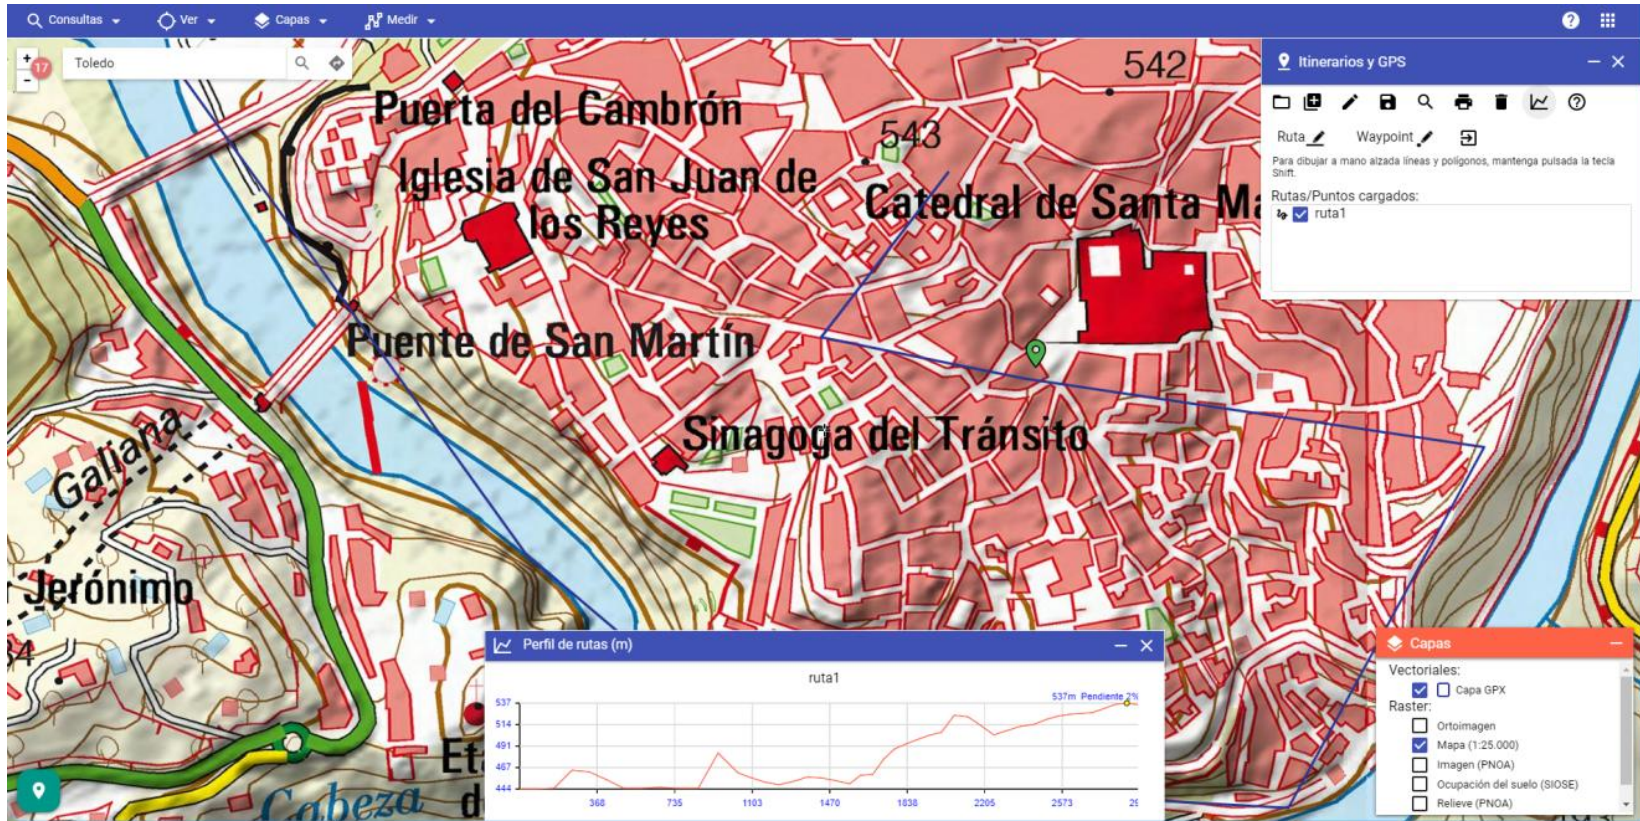 Consultas
Ver
Capas
Medir
17
Toledo
542
Puerta del Cambrón
543
Iglesia de San Juan de
los Reyes
Catedral de Santa Ma
Puente de San Martín
Sinagoga del Tránsito
Galiana
Jerónimo
34
Et
d
Cabeza
Itinerarios y GPS
Ruta
Waypoint
Para dibujar a mano alzada líneas y polígonos, mantenga pulsada la tecla
Shift.
Rutas/Puntos cargados:
ruta1
Perfil de rutas (m)
ruta1
537m Pendiente 2%
537
514
491
467
444
368
735
1103
1470
1838
2205
2573
29
Capas
Vectoriales:
Capa GPX
Raster:
Ortoimagen
Mapa (1:25.000)
Imagen (PNOA)
Ocupación del suelo (SIOSE)
Relieve (PNOA)